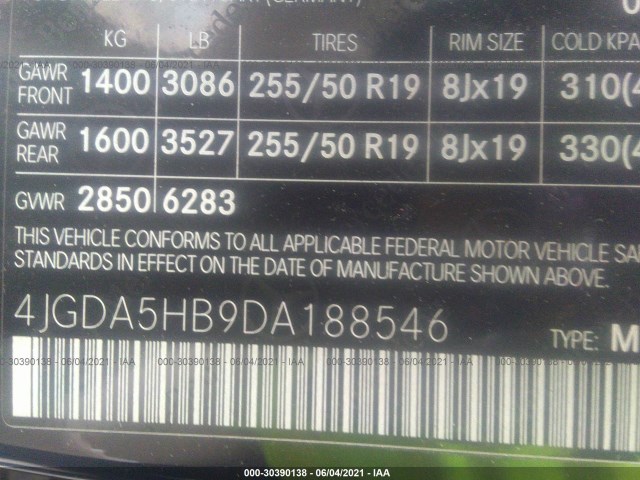 (GERMANY)
KG LB TIRES RIM SIZE COLD KPA
GAWR FRONT 1400 3086 255/50 R19 8Jx19 310(4
GAWR REAR 1600 3527 255/50 R19 8Jx19 330(4
GVWR 2850 6283
THIS VEHICLE CONFORMS TO ALL APPLICABLE FEDERAL MOTOR VEHICLE SA
STANDARDS IN EFFECT ON THE DATE OF MANUFACTURE SHOWN ABOVE.
4JGDA5HB9DA188546 TYPE: M
000-30390138 - 06/04/2021 - IAA